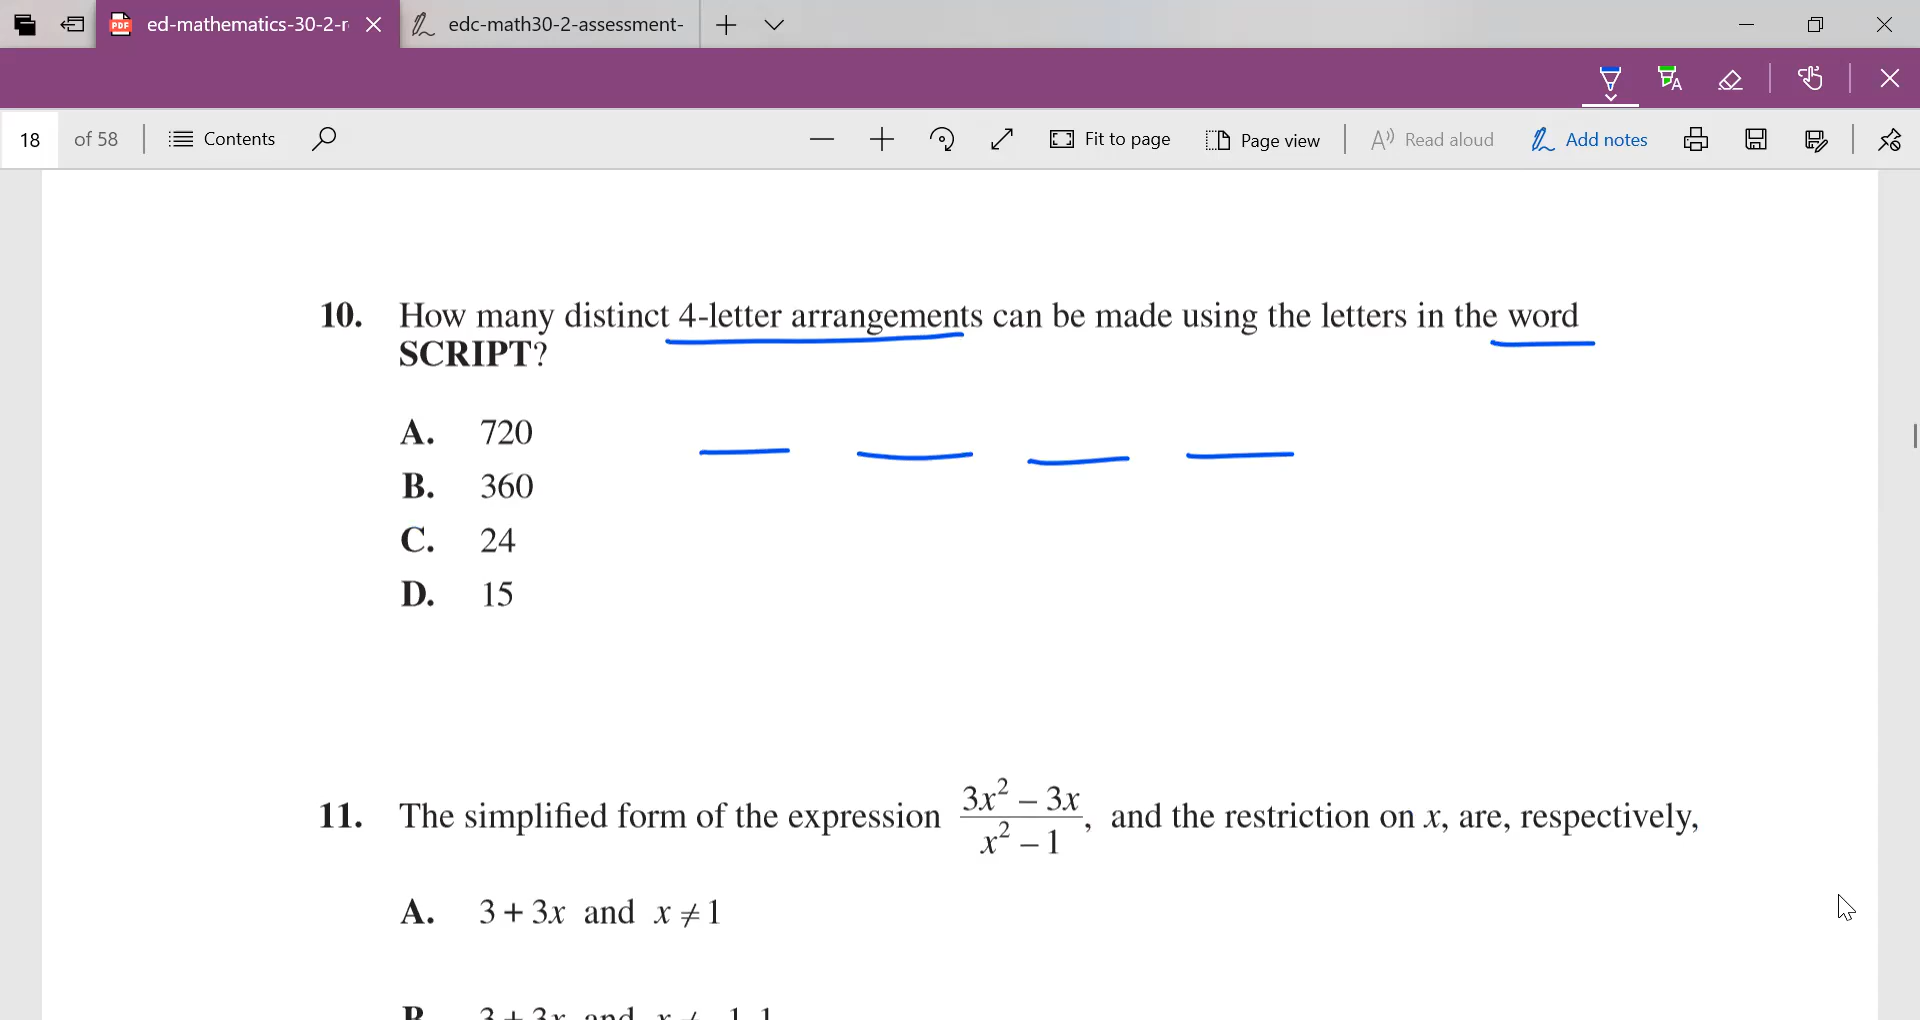 ed-mathematics-30-2-r
edc-math30-2-assessment-
18 of 58 Contents Fit to page Page view Read aloud Add notes
10. How many distinct 4-letter arrangements can be made using the letters in the word
SCRIPT?
A. 720
B. 360
C. 24
D. 15
11. The simplified form of the expression (3x² – 3x)/(x² – 1), and the restriction on x, are, respectively,
A. 3 + 3x and x ≠ 1